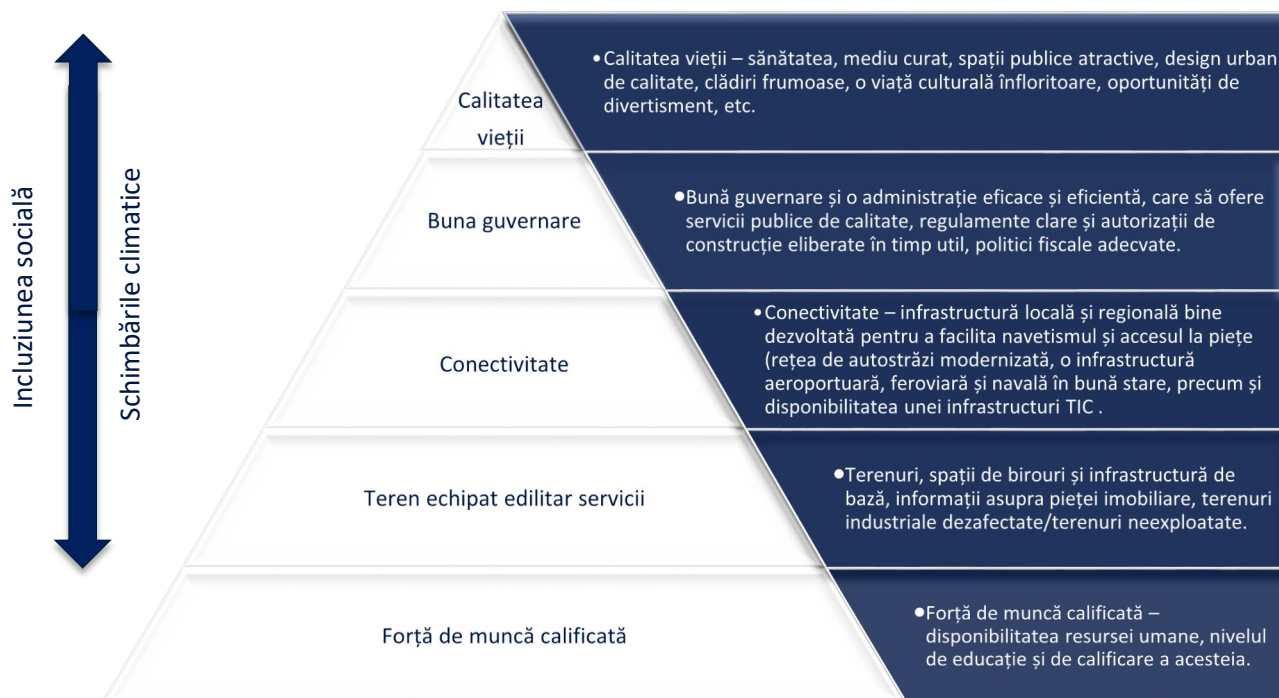 Incluziunea socială
Schimbările climatice
Calitatea
vieții
•Calitatea vieții – sănătatea, mediu curat, spații publice atractive, design urban
de calitate, clădiri frumoase, o viață culturală înfloritoare, oportunități de
divertisment, etc.
Buna guvernare
•Bună guvernare și o administrație eficace și eficientă, care să ofere
servicii publice de calitate, regulamente clare și autorizații de
construcție eliberate în timp util, politici fiscale adecvate.
Conectivitate
•Conectivitate – infrastructură locală și regională bine
dezvoltată pentru a facilita navetismul și accesul la piețe
(rețea de autostrăzi modernizată, o infrastructură
aeroportuară, feroviară și navală în bună stare, precum și
disponibilitatea unei infrastructuri TIC .
Teren echipat edilitar servicii
•Terenuri, spații de birouri și infrastructură de
bază, informații asupra pieței imobiliare, terenuri
industriale dezafectate/terenuri neexploatate.
Forță de muncă calificată
•Forță de muncă calificată –
disponibilitatea resursei umane, nivelul
de educație și de calificare a acesteia.